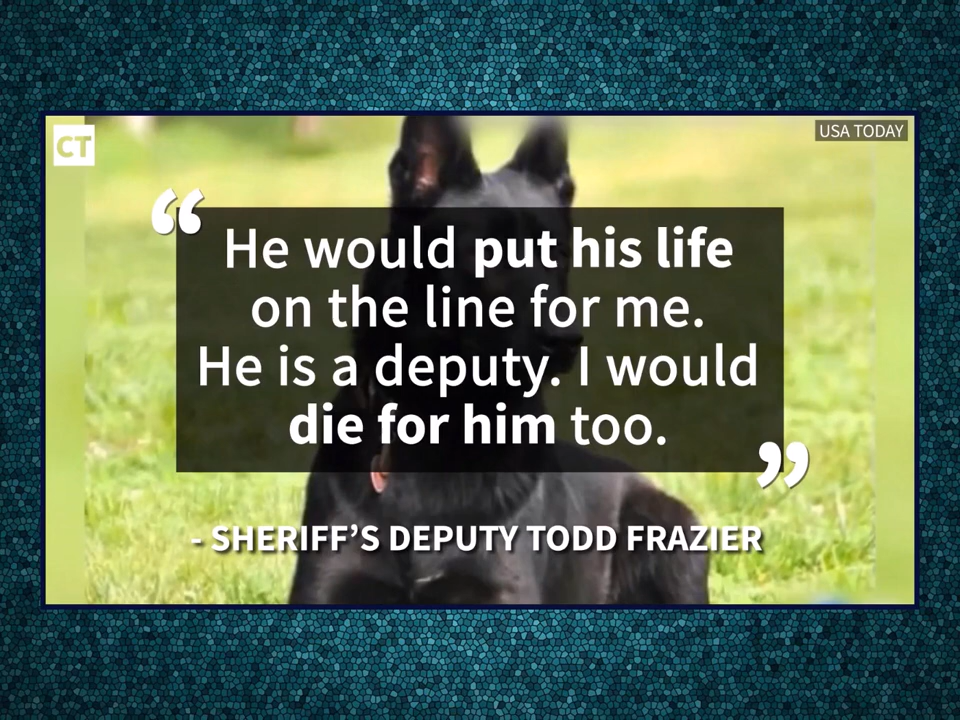 CT
USA TODAY
“He would put his life
on the line for me.
He is a deputy. I would
die for him too.”
- SHERIFF’S DEPUTY TODD FRAZIER